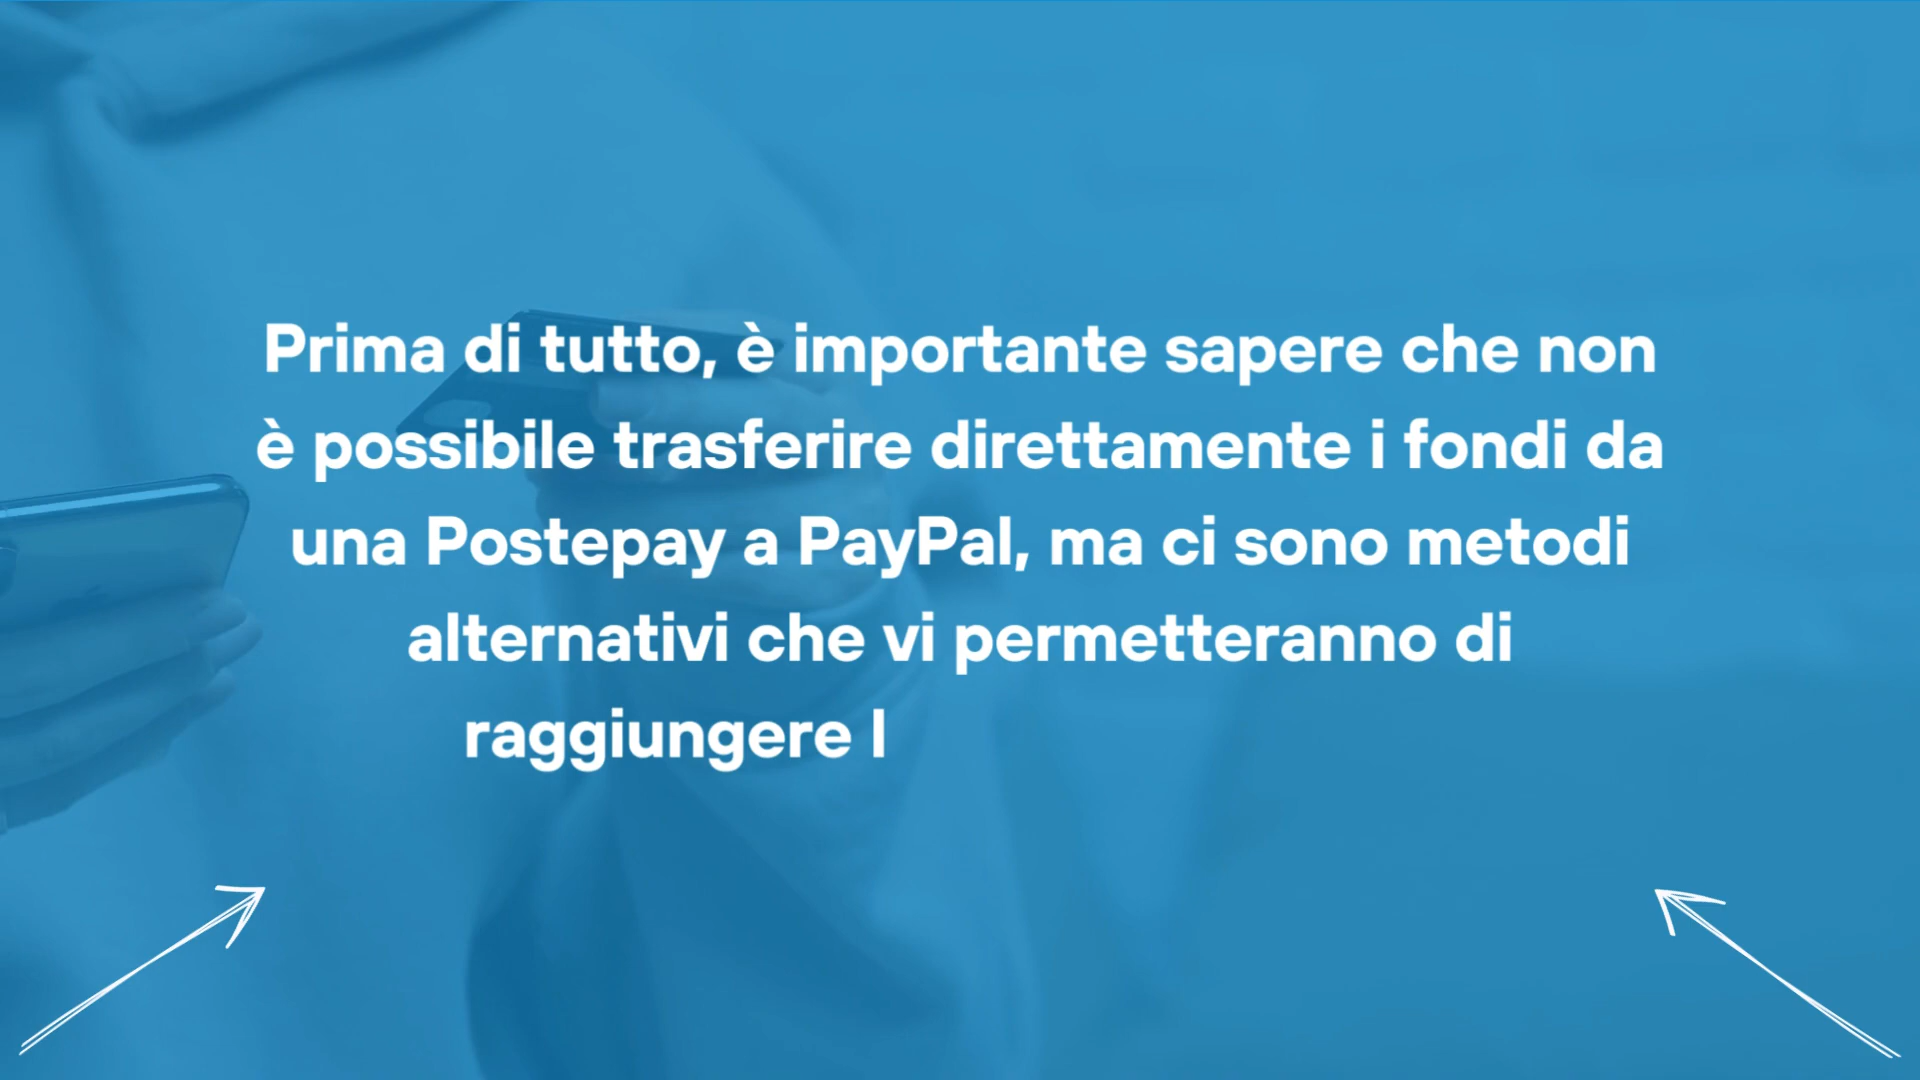 Prima di tutto, è importante sapere che non
è possibile trasferire direttamente i fondi da
una Postepay a PayPal, ma ci sono metodi
alternativi che vi permetteranno di
raggiungere l